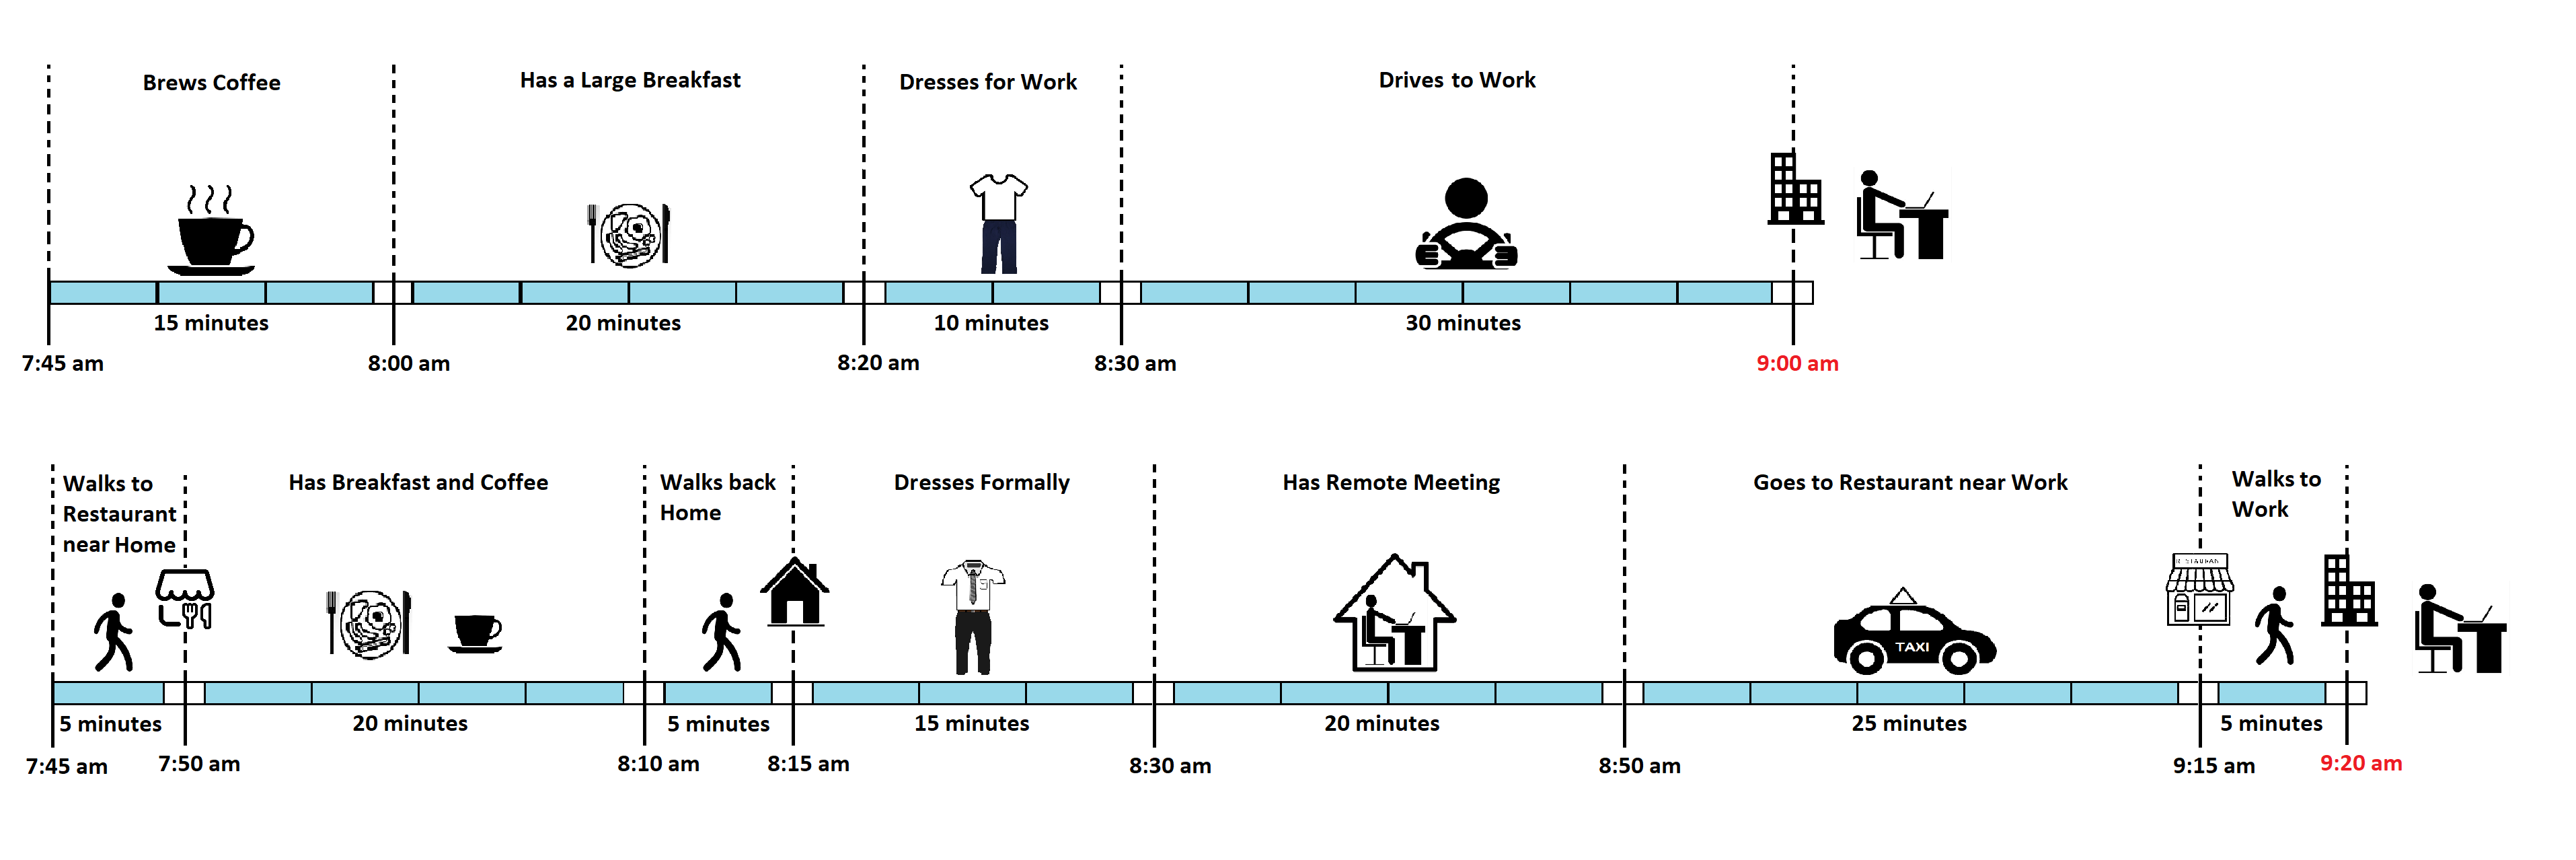 Brews Coffee
Has a Large Breakfast
Dresses for Work
Drives to Work
15 minutes
20 minutes
10 minutes
30 minutes
7:45 am
8:00 am
8:20 am
8:30 am
9:00 am
Walks to
Restaurant
near Home
Has Breakfast and Coffee
Walks back
Home
Dresses Formally
Has Remote Meeting
Goes to Restaurant near Work
Walks to
Work
TAXI
5 minutes
20 minutes
5 minutes
15 minutes
20 minutes
25 minutes
5 minutes
7:45 am
7:50 am
8:10 am
8:15 am
8:30 am
8:50 am
9:15 am
9:20 am